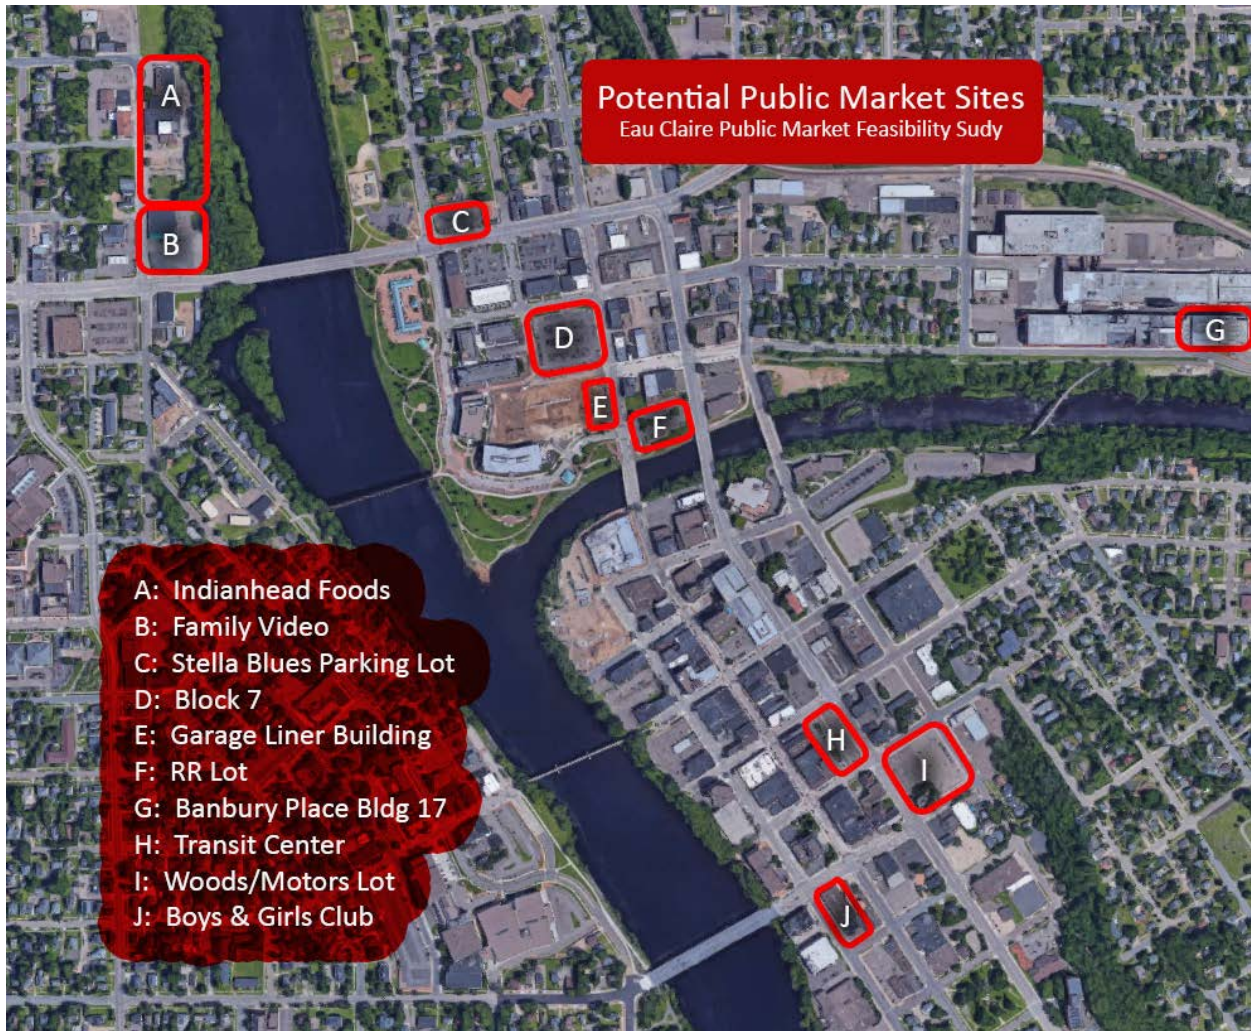 Potential Public Market Sites
Eau Claire Public Market Feasibility Sudy
A
B
C
D
E
F
G
H
I
J
A: Indianhead Foods
B: Family Video
C: Stella Blues Parking Lot
D: Block 7
E: Garage Liner Building
F: RR Lot
G: Banbury Place Bldg 17
H: Transit Center
I: Woods/Motors Lot
J: Boys & Girls Club